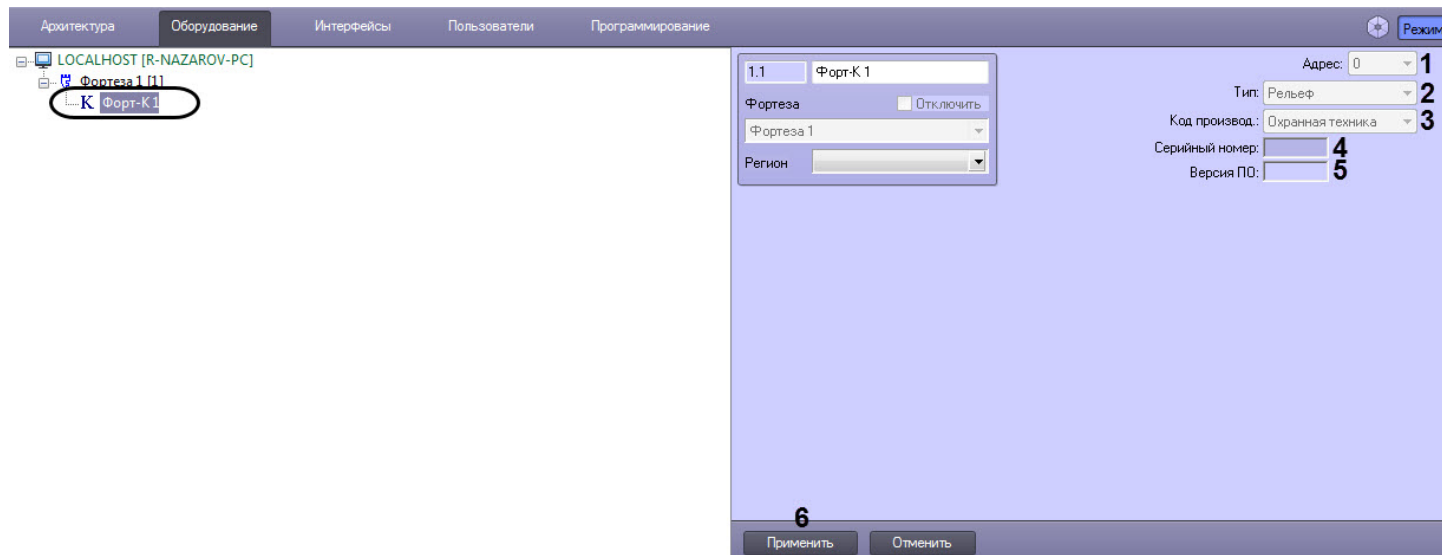 Архитектура Оборудование Интерфейсы Пользователи Программирование Режим
LOCALHOST [R-NAZAROV-PC]
Фортеза 1 [1]
К Форт-К 1
1.1 Форт-К 1
Фортеза Отключить
Фортеза 1
Регион
Адрес: 0 1
Тип: Рельеф 2
Код производ.: Охранная техника 3
Серийный номер: 4
Версия ПО: 5
6
Применить Отменить